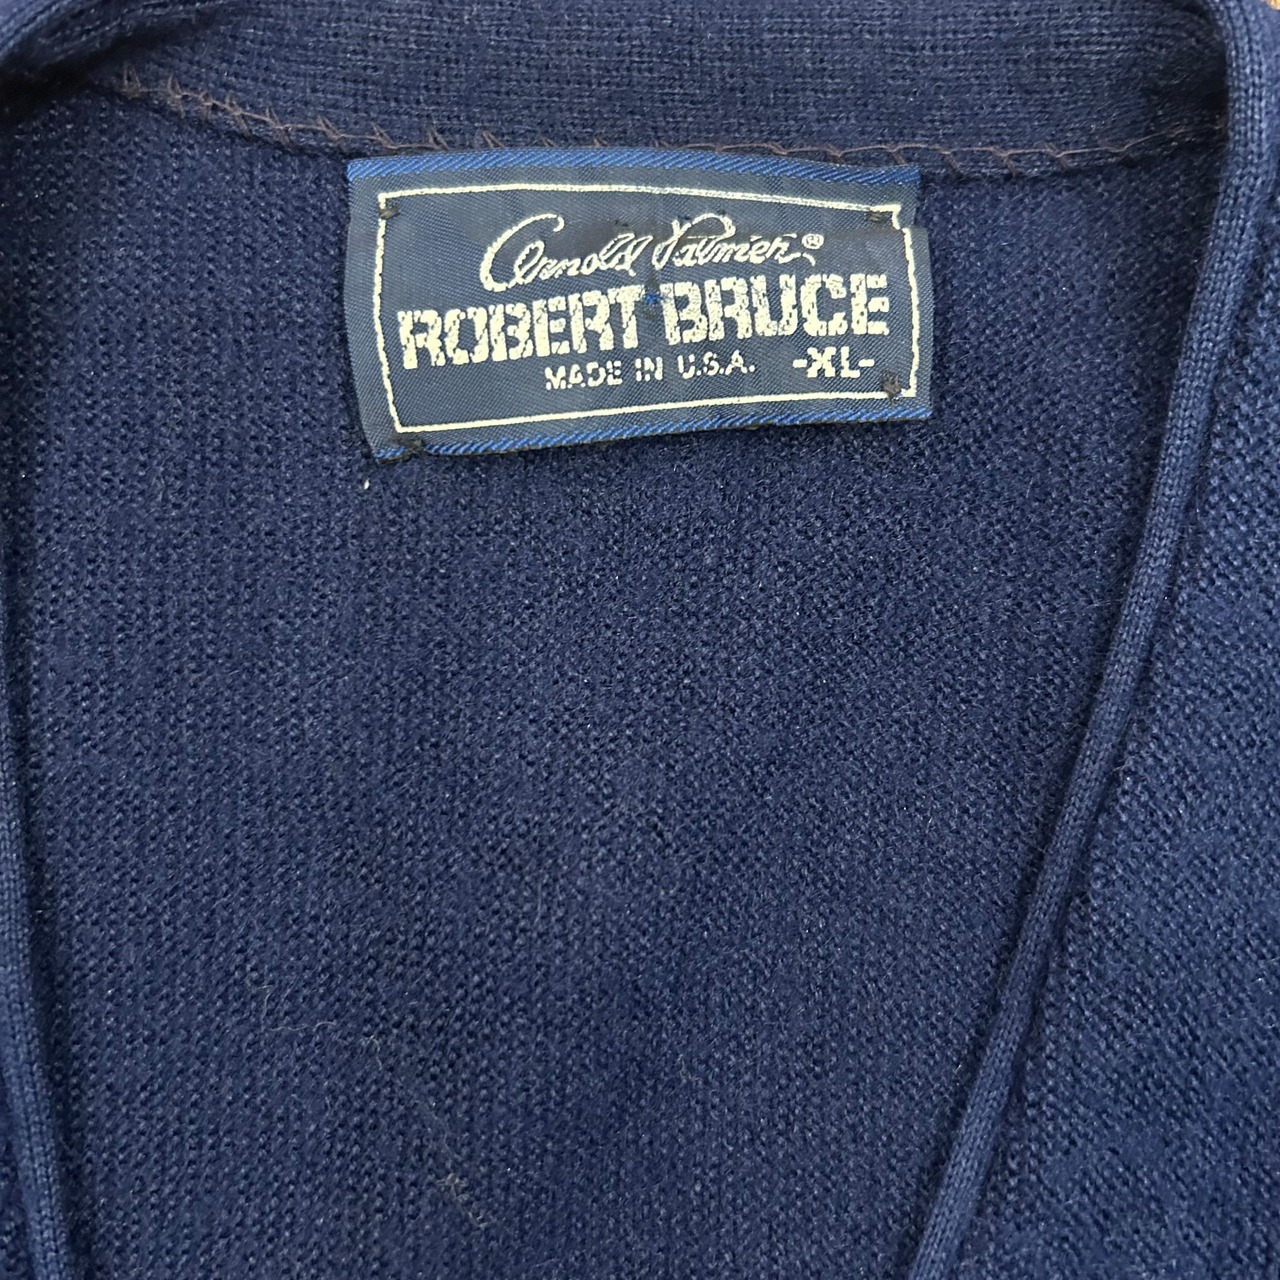 Arnold Palmer®
ROBERT BRUCE
MADE IN U.S.A. -XL-